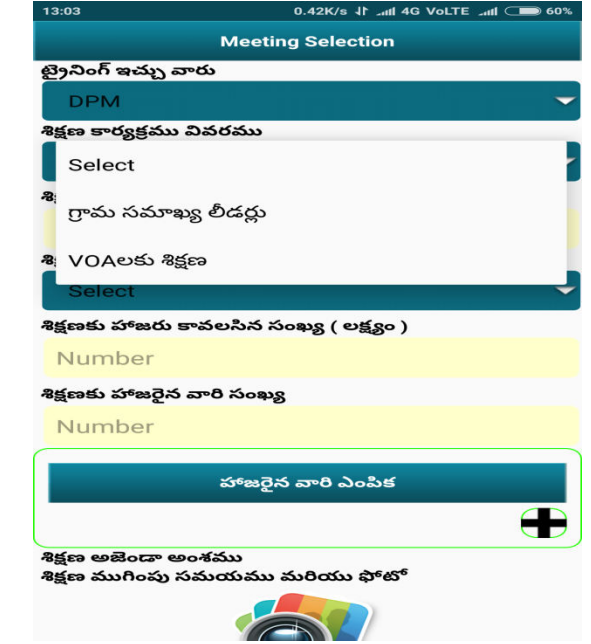 13:03 0.42K/s 4G VoLTE 60%
Meeting Selection
ట్రైనింగ్ ఇచ్చు వారు
DPM
శిక్షణ కార్యక్రము వివరము
Select
గ్రామ సమాఖ్య లీడర్లు
VOAలకు శిక్షణ
Select
శిక్షణకు హాజరు కావలసిన సంఖ్య ( లక్ష్యం )
Number
శిక్షణకు హాజరైన వారి సంఖ్య
Number
హాజరైన వారి ఎంపిక
శిక్షణ అజెండా అంశము
శిక్షణ ముగింపు సమయము మరియు ఫోటో